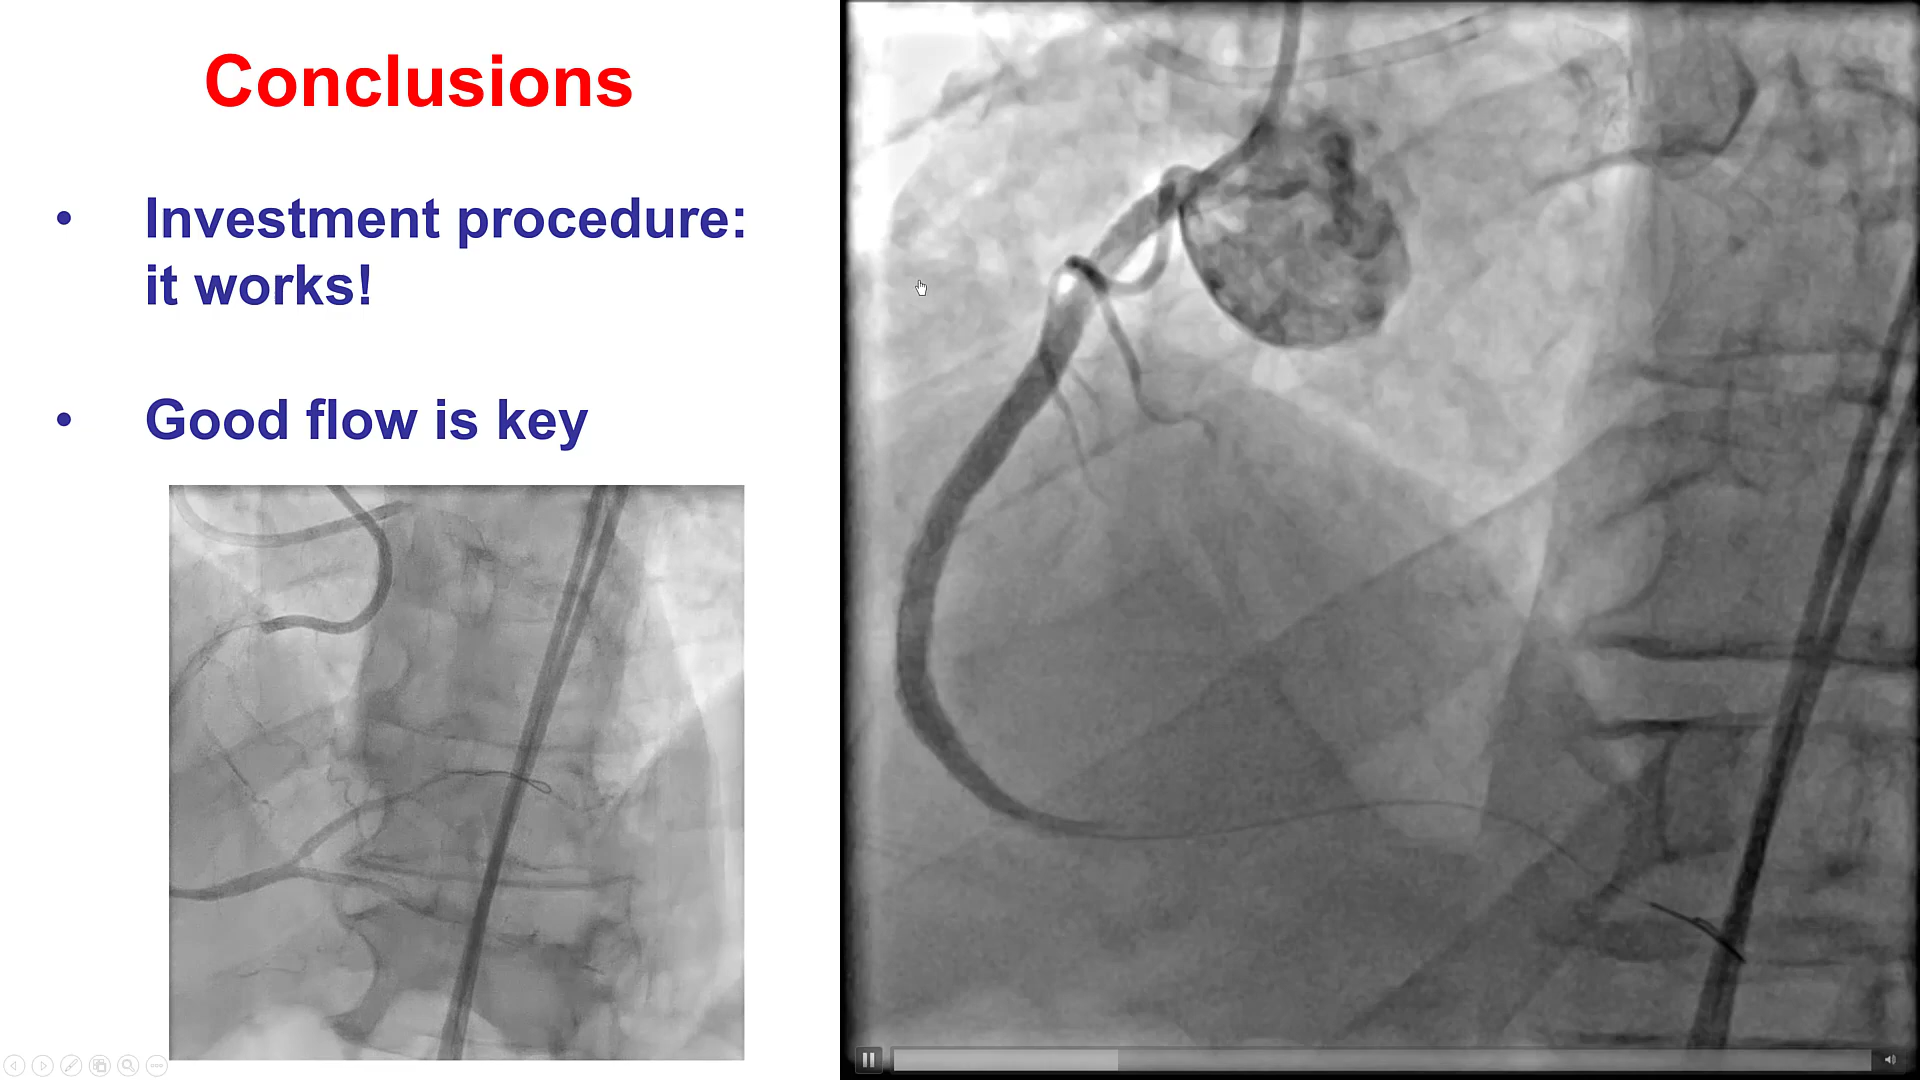 Conclusions
• Investment procedure:
it works!
• Good flow is key